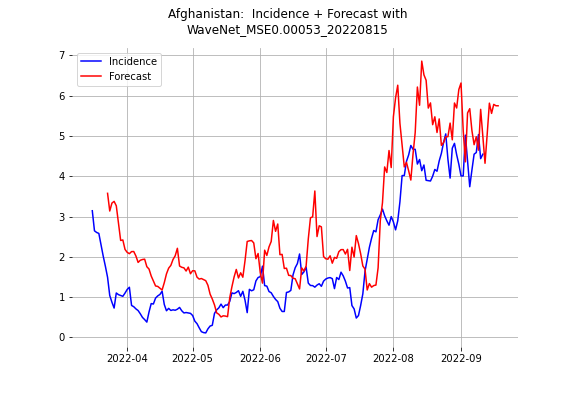 Afghanistan:  Incidence + Forecast with
WaveNet_MSE0.00053_20220815
Incidence
Forecast
7
6
5
4
3
2
1
0
2022-04 2022-05 2022-06 2022-07 2022-08 2022-09